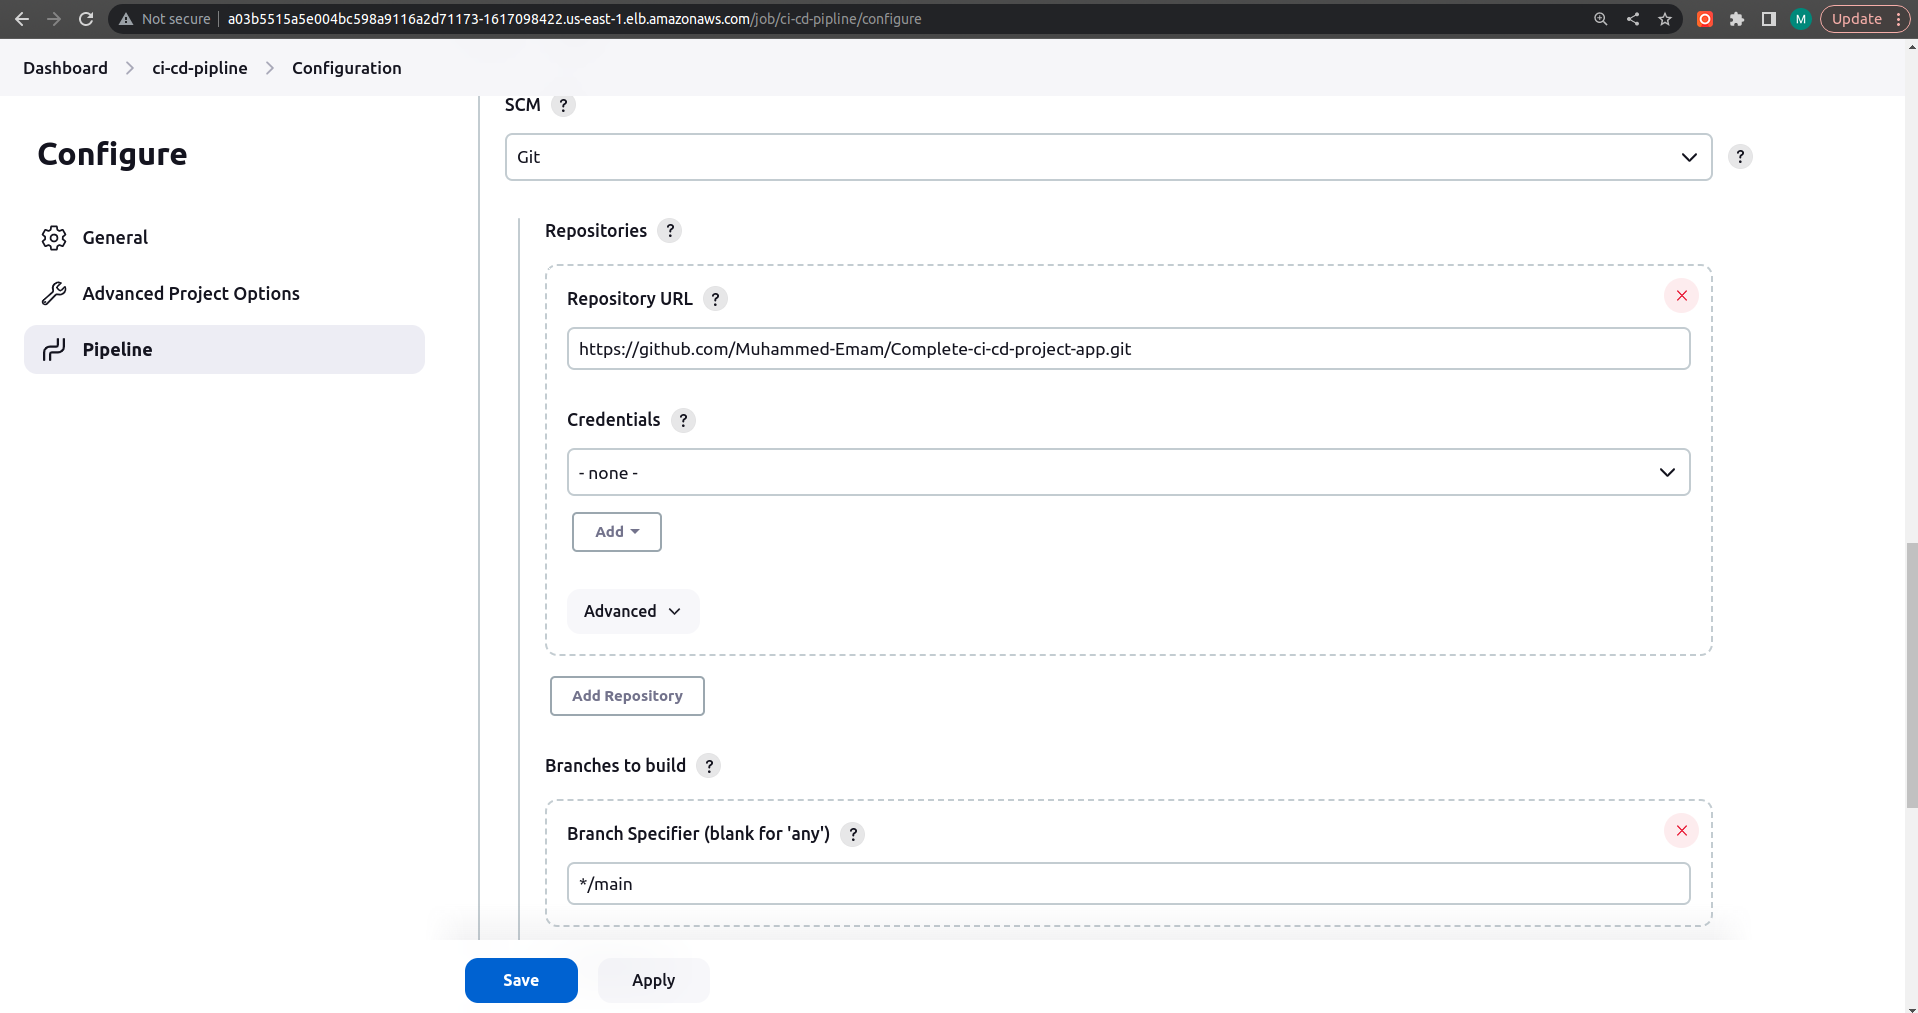 Not secure a03b5515a5e004bc598a9116a2d71173-1617098422.us-east-1.elb.amazonaws.com/job/ci-cd-pipline/configure M Update
Dashboard ci-cd-pipline Configuration
Configure
General
Advanced Project Options
Pipeline
SCM ?
Git
?
Repositories ?
Repository URL ?
https://github.com/Muhammed-Emam/Complete-ci-cd-project-app.git
Credentials ?
- none -
Add
Advanced
Add Repository
Branches to build ?
Branch Specifier (blank for 'any') ?
*/main
Save Apply